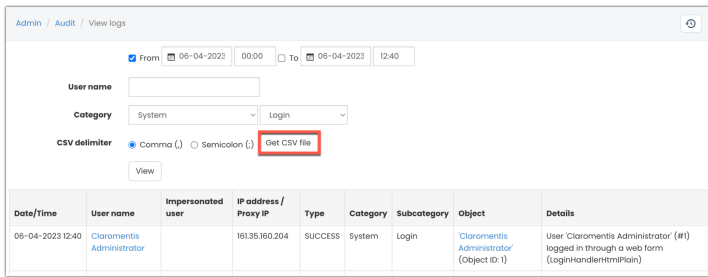 Admin / Audit / View logs
From 06-04-2023 00:00 To 06-04-2023 12:40
User name
Category System Login
CSV delimiter Comma (,) Semicolon (;) Get CSV file
View
Date/Time User name Impersonated user IP address / Proxy IP Type Category Subcategory Object Details
06-04-2023 12:40 Claromentis Administrator 161.35.160.204 SUCCESS System Login 'Claromentis Administrator' (Object ID: 1) User 'Claromentis Administrator' (#1) logged in through a web form (LoginHandlerHtmlPlain)